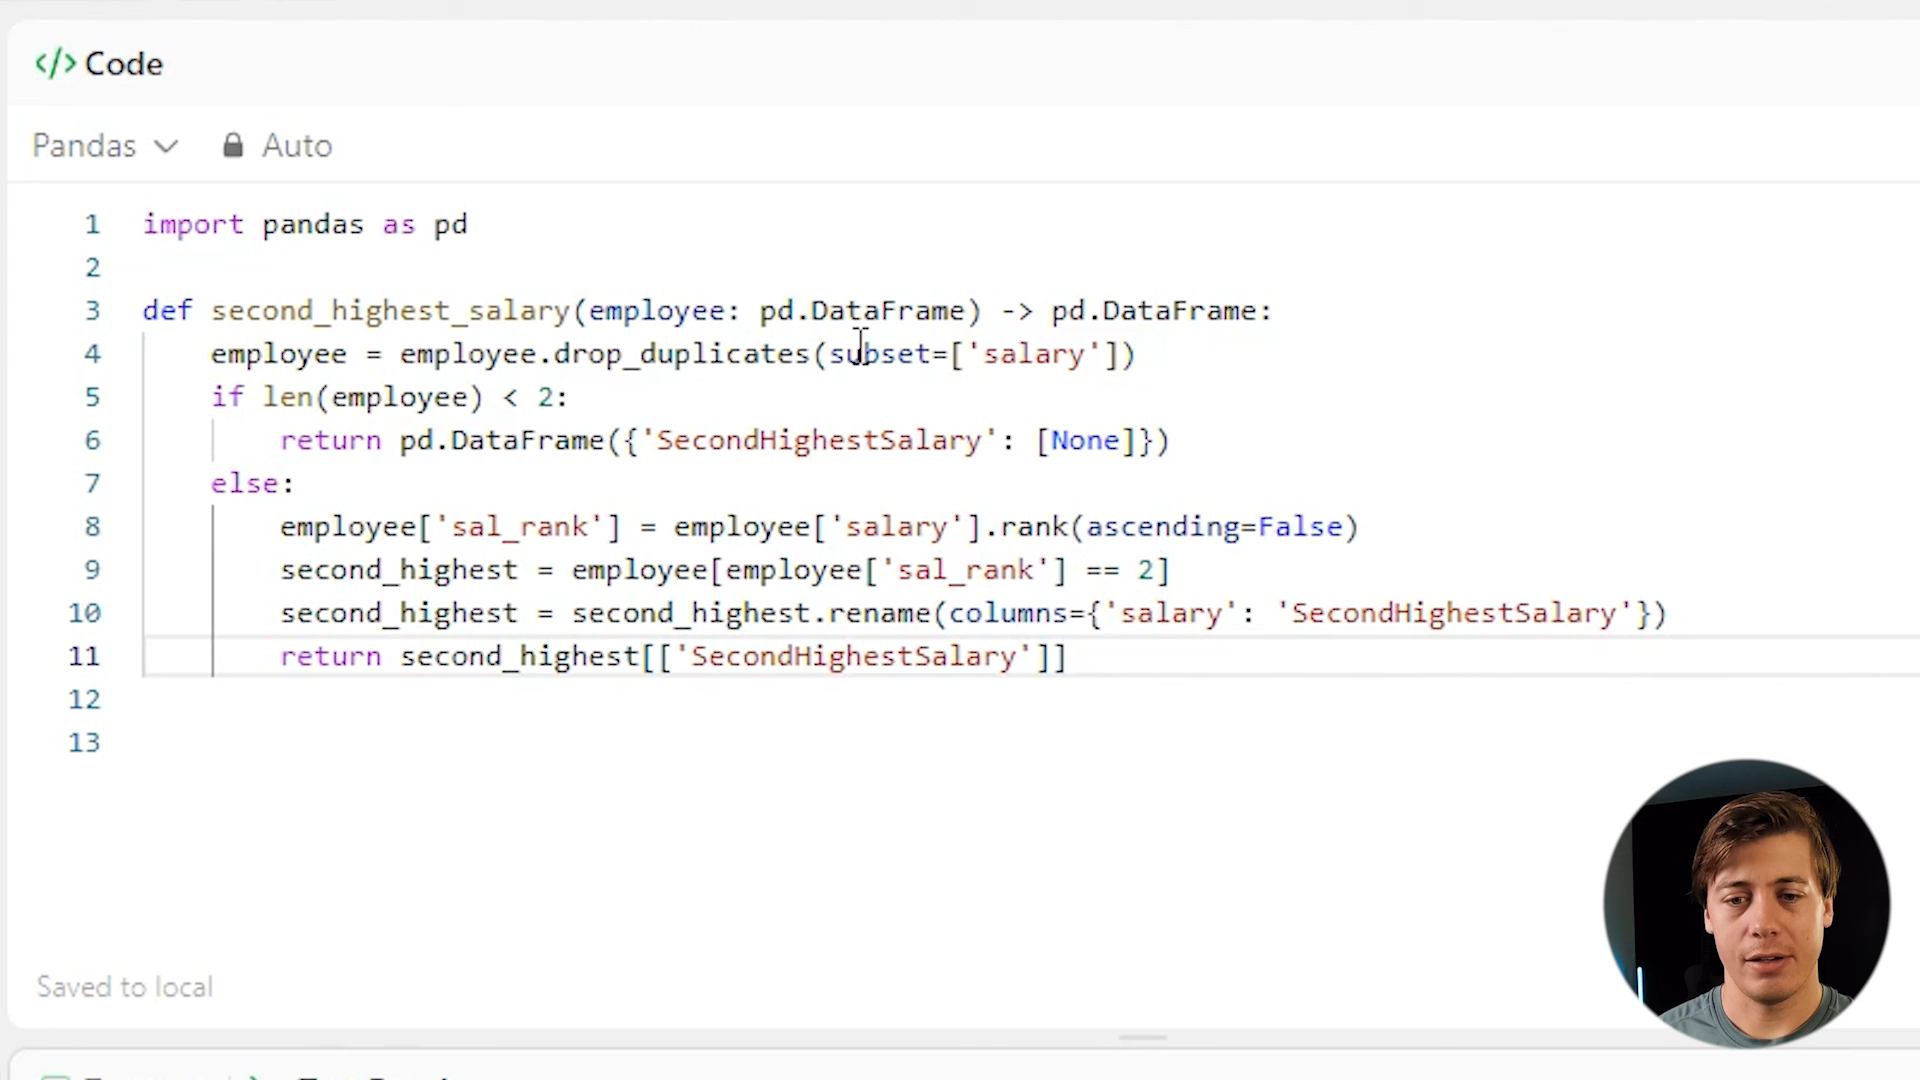 </> Code
Pandas Auto
1 import pandas as pd
2
3 def second_highest_salary(employee: pd.DataFrame) -> pd.DataFrame:
4 employee = employee.drop_duplicates(subset=['salary'])
5 if len(employee) < 2:
6 return pd.DataFrame({'SecondHighestSalary': [None]})
7 else:
8 employee['sal_rank'] = employee['salary'].rank(ascending=False)
9 second_highest = employee[employee['sal_rank'] == 2]
10 second_highest = second_highest.rename(columns={'salary': 'SecondHighestSalary'})
11 return second_highest[['SecondHighestSalary']]
12
13
Saved to local